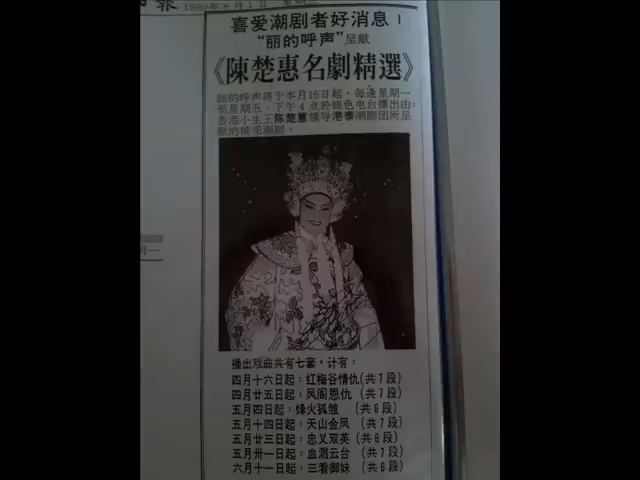 喜爱潮剧者好消息！
“丽的呼声”呈献
《陳楚惠名劇精選》
丽的呼声将于本月16日起，每逢星期一
至星期五，下午4点於银色电台播出由
香港小生王陈楚蕙领导港泰潮剧团所呈
献的精采潮剧。
播出戏曲共有七套，计有：
四月十六日起：红梅谷情仇(共7段)
四月廿五日起：凤阁恩仇 (共7段)
五月四日起：烽火狐雏 (共6段)
五月十四日起：天山金凤 (共7段)
五月廿三日起：忠义双英 (共6段)
五月卅一日起：血溅云台 (共7段)
六月十一日起：三看御妹 (共6段)